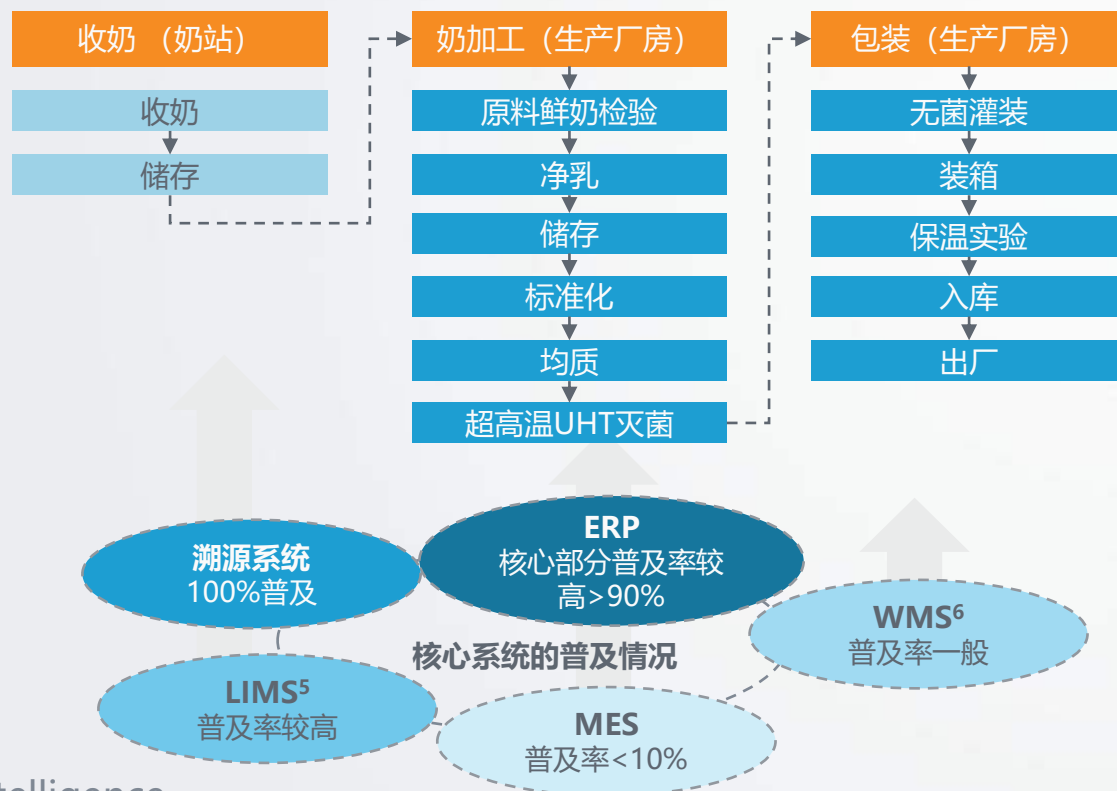 收奶 （奶站）
收奶
储存
奶加工（生产厂房）
原料鲜奶检验
净乳
储存
标准化
均质
超高温UHT灭菌
包装（生产厂房）
无菌灌装
装箱
保温实验
入库
出厂
溯源系统
100%普及
ERP
核心部分普及率较
高>90%
WMS⁶
普及率一般
核心系统的普及情况
LIMS⁵
普及率较高
MES
普及率<10%